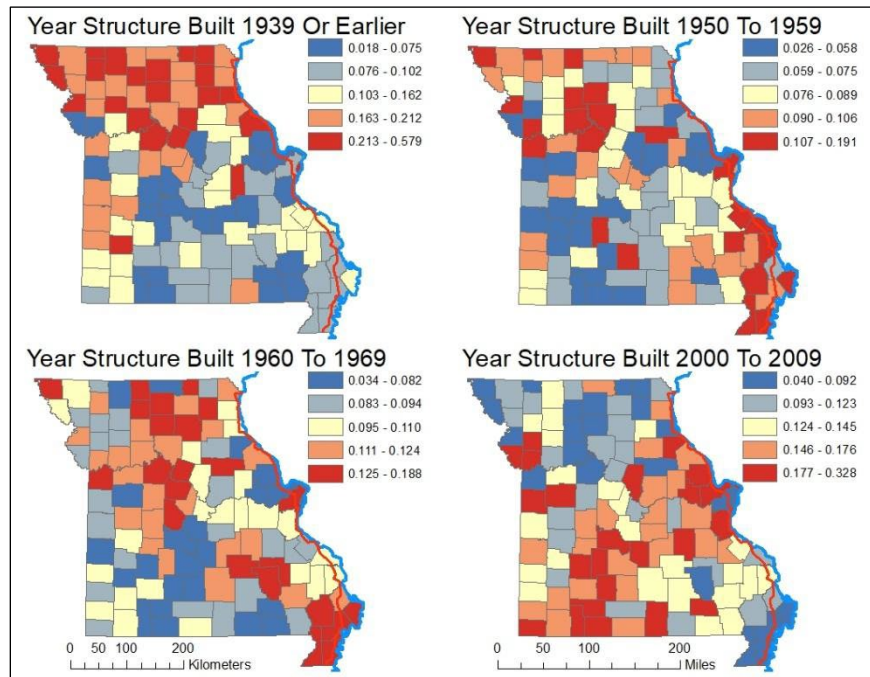 Year Structure Built 1939 Or Earlier
0.018 - 0.075
0.076 - 0.102
0.103 - 0.162
0.163 - 0.212
0.213 - 0.579
Year Structure Built 1950 To 1959
0.026 - 0.058
0.059 - 0.075
0.076 - 0.089
0.090 - 0.106
0.107 - 0.191
Year Structure Built 1960 To 1969
0.034 - 0.082
0.083 - 0.094
0.095 - 0.110
0.111 - 0.124
0.125 - 0.188
0 50 100 200
Kilometers
Year Structure Built 2000 To 2009
0.040 - 0.092
0.093 - 0.123
0.124 - 0.145
0.146 - 0.176
0.177 - 0.328
0 50 100 200
Miles